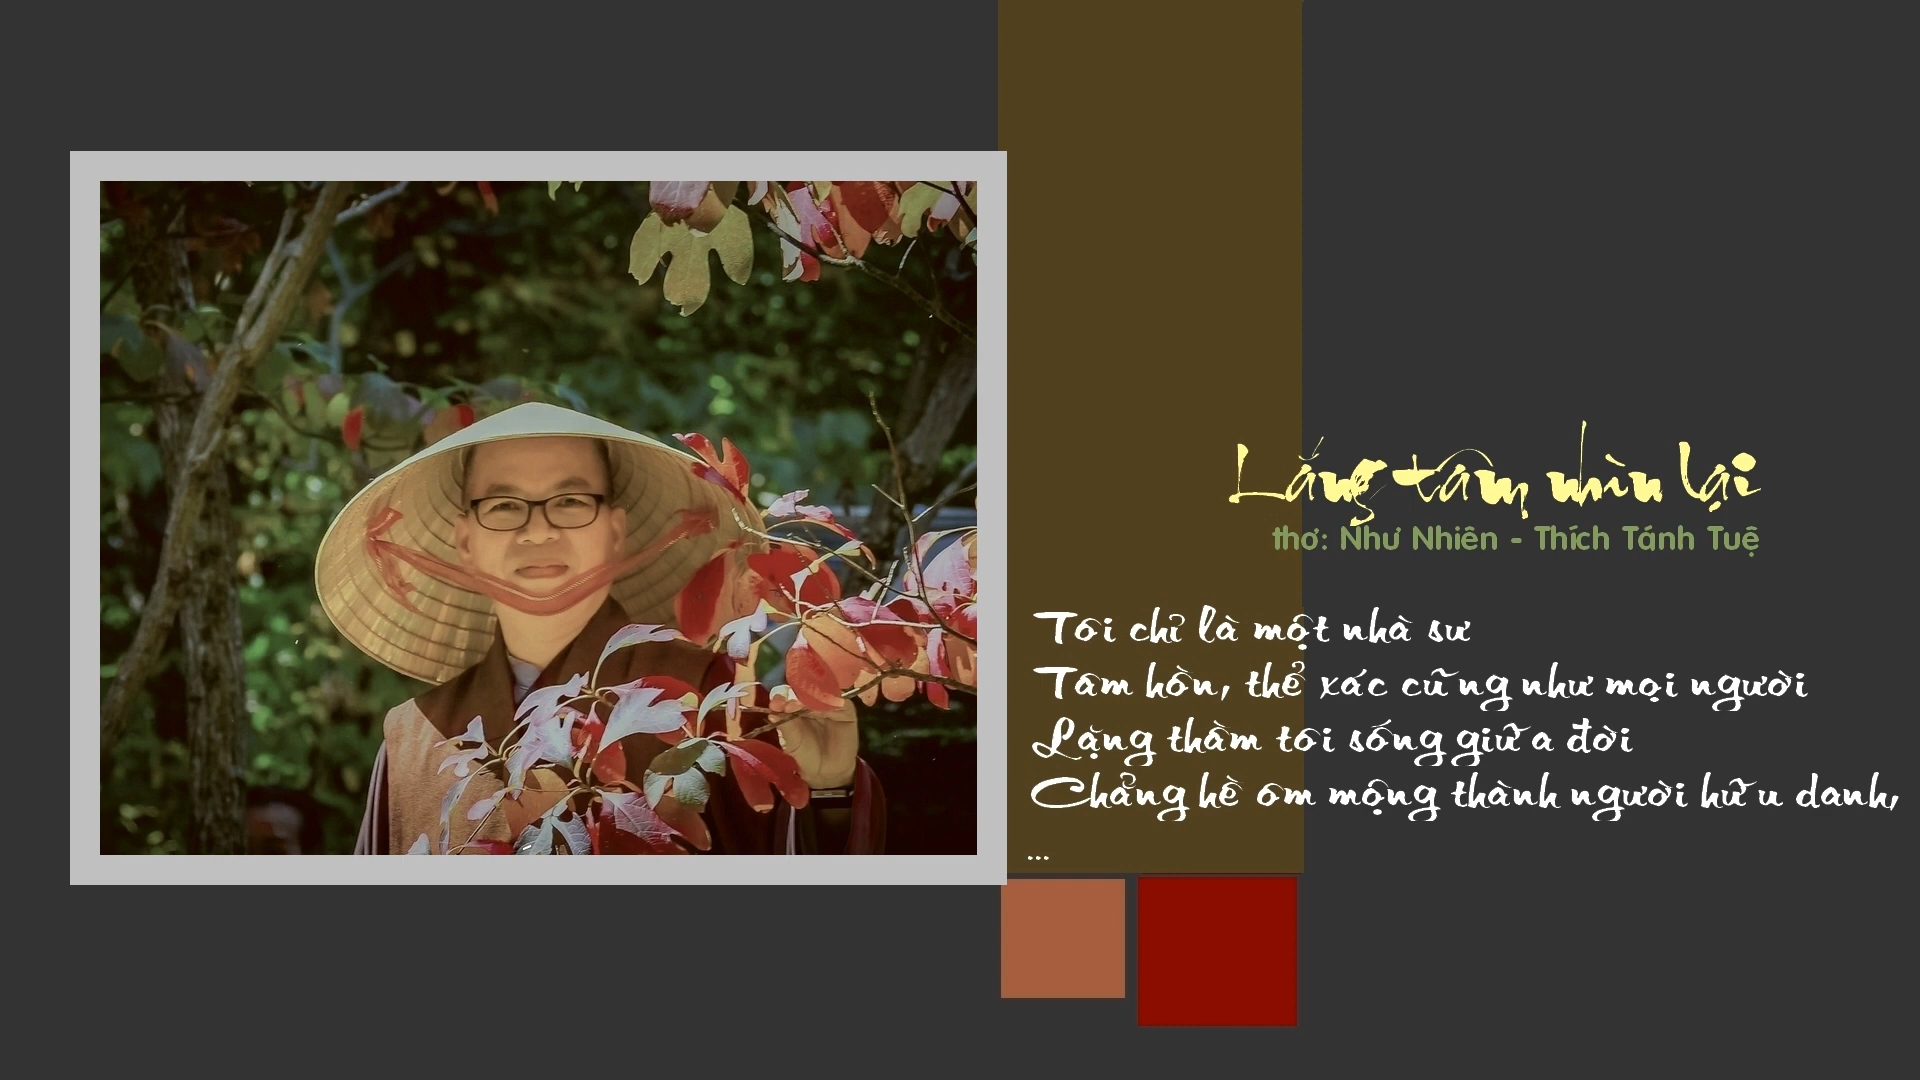 Lắng tâm nhìn lại
thơ: Như Nhiên - Thích Tánh Tuệ
Tôi chỉ là một nhà sư
Tâm hồn, thể xác cũng như mọi người
Lặng thầm tôi sống giữa đời
Chẳng hề ôm mộng thành người hữu danh,
...